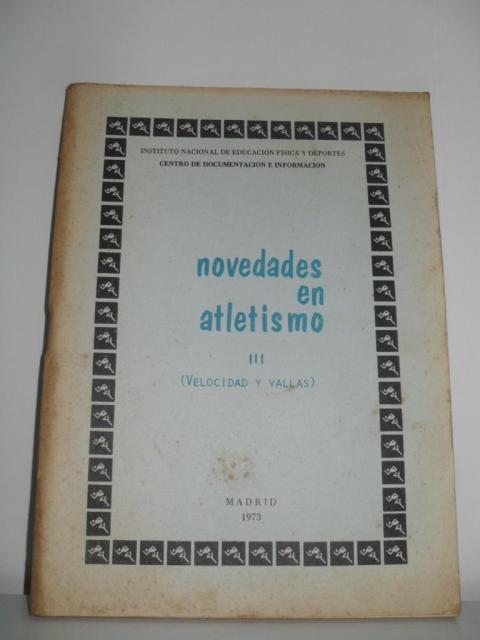 INSTITUTO NACIONAL DE EDUCACION FISICA Y DEPORTES
CENTRO DE DOCUMENTACION E INFORMACION
novedades
en
atletismo
III
(VELOCIDAD Y VALLAS)
MADRID
1973